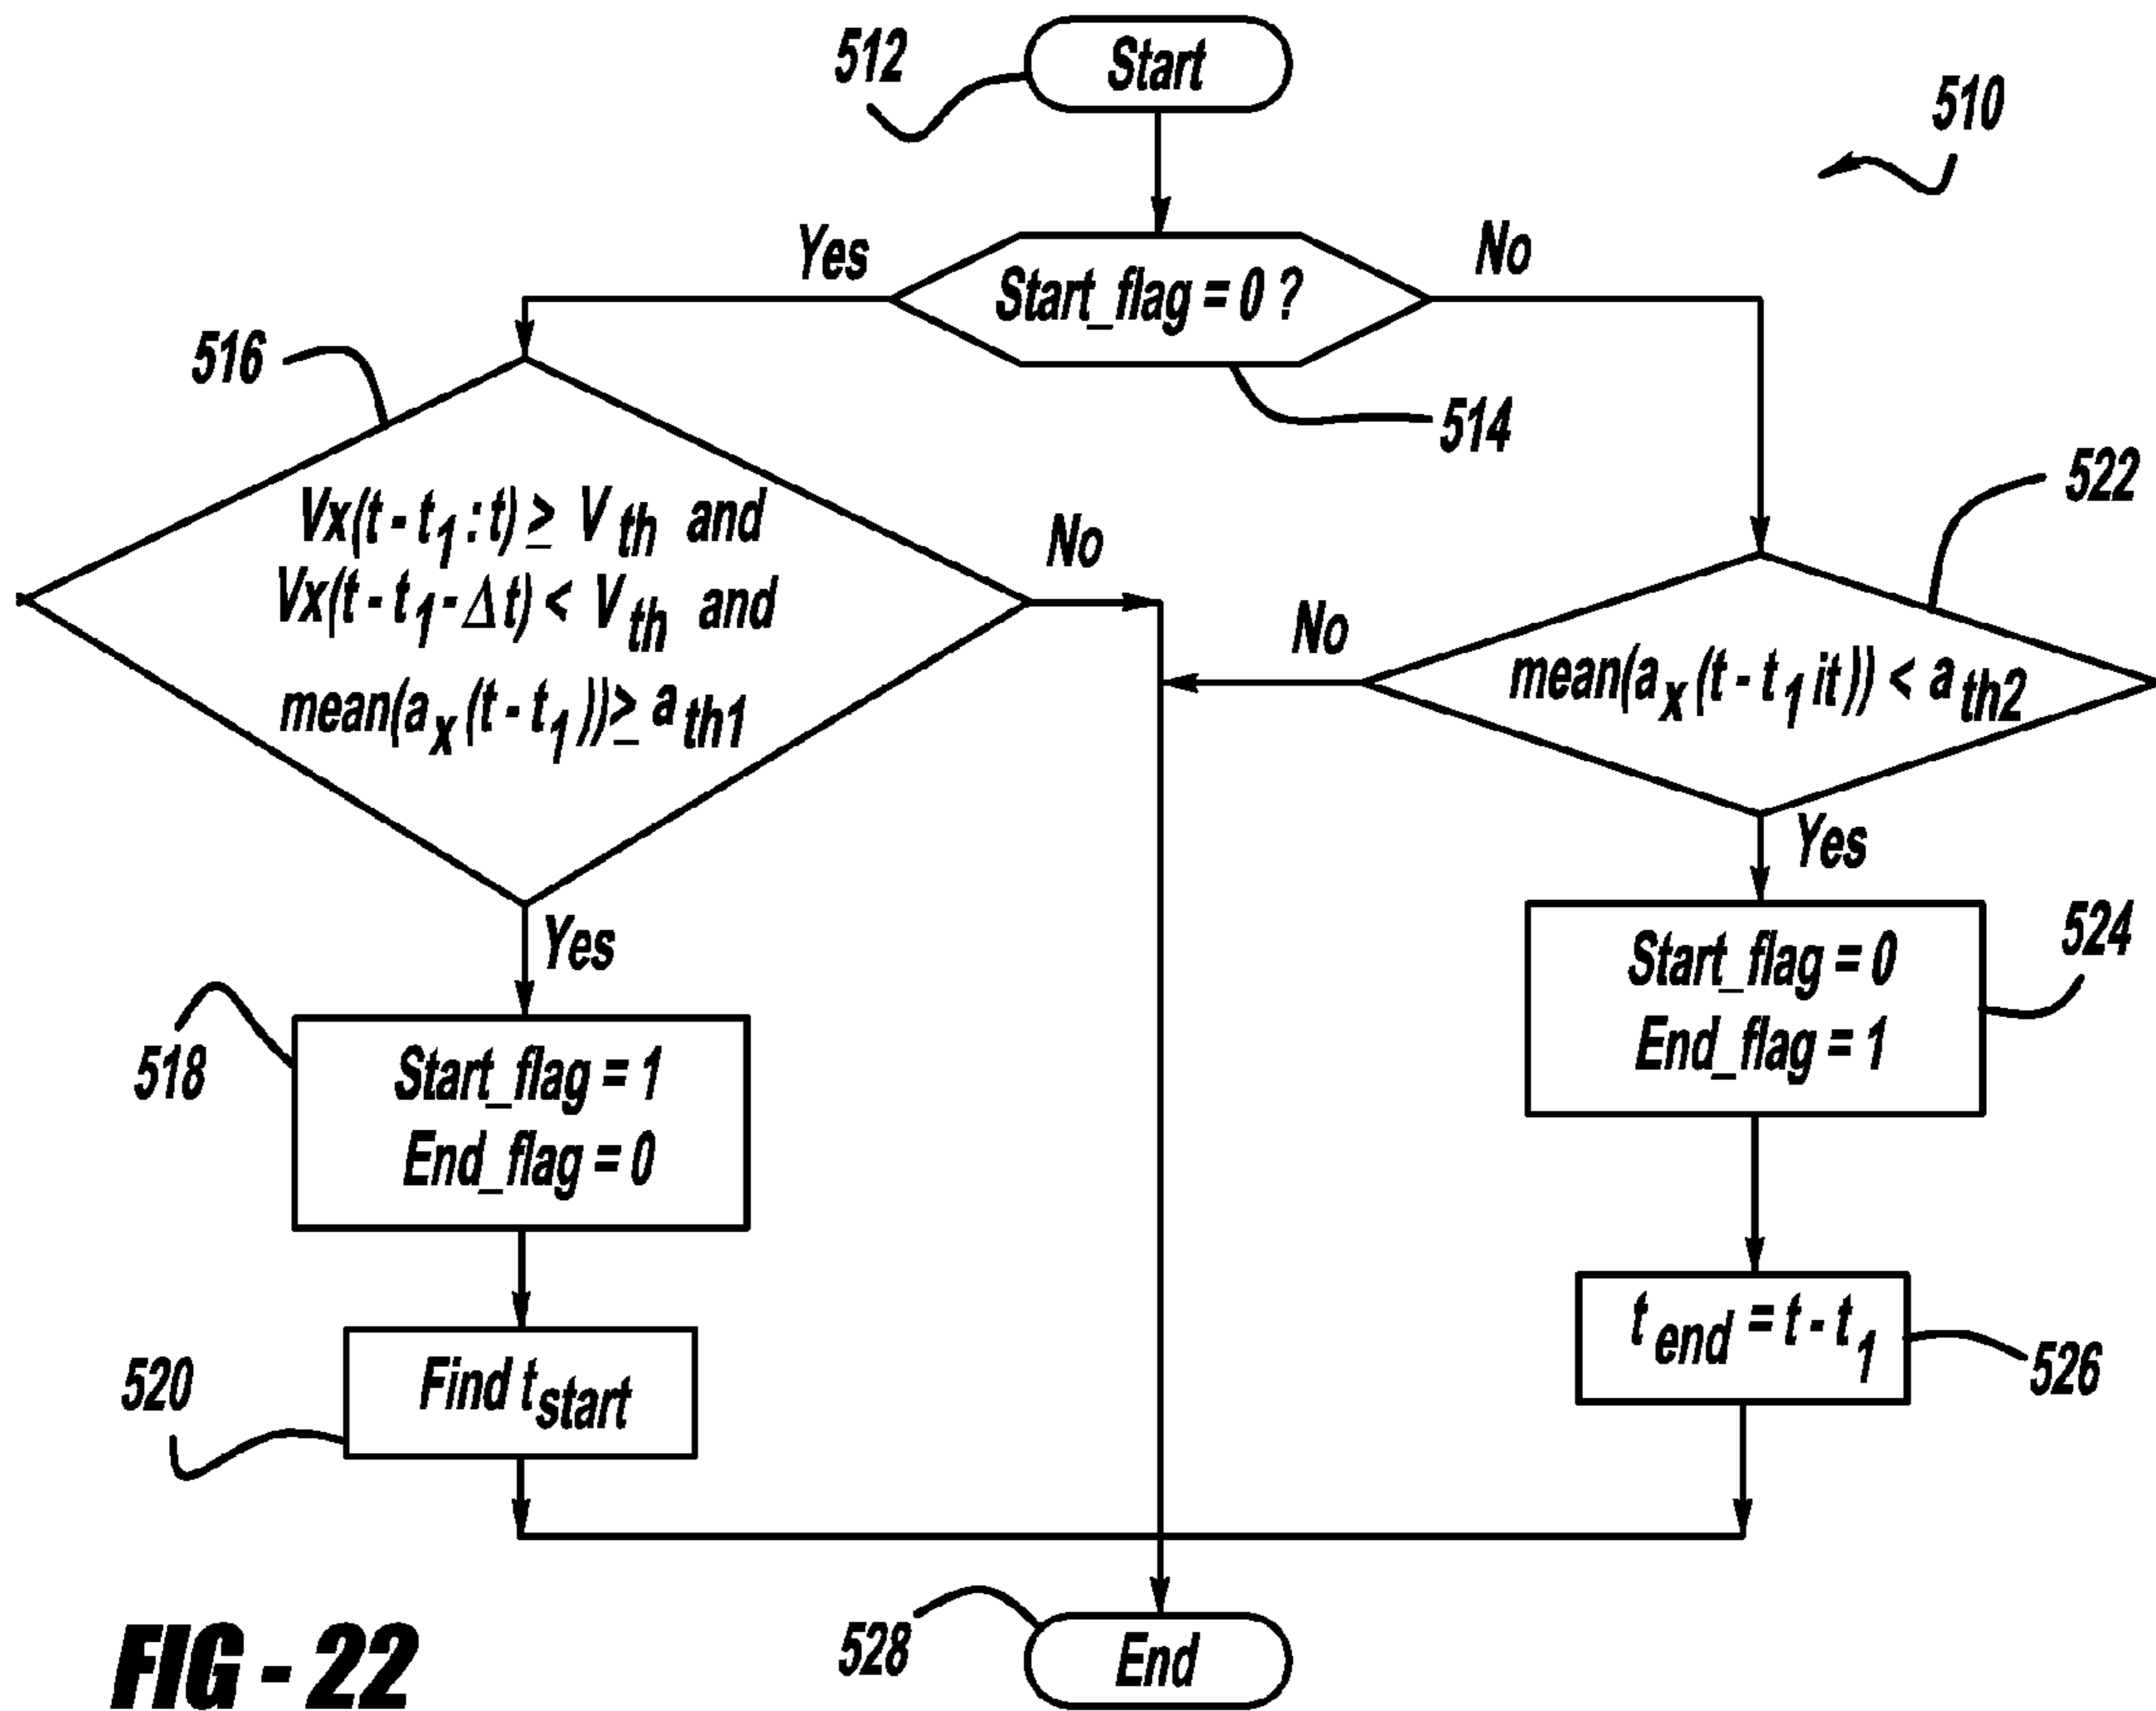 512
Start
510
Yes
No
Start_flag = 0 ?
516
514
522
Vx(t - t1 : t) ≥ Vth and
Vx(t - t1 - Δt) < Vth and
mean(ax (t - t1 )) ≥ ath1
No
No
mean(ax (t - t1 it)) < ath2
Yes
Yes
518
Start_flag = 1
End_flag = 0
524
Start_flag = 0
End_flag = 1
520
Find tstart
tend = t - t1
526
528
End
FIG - 22